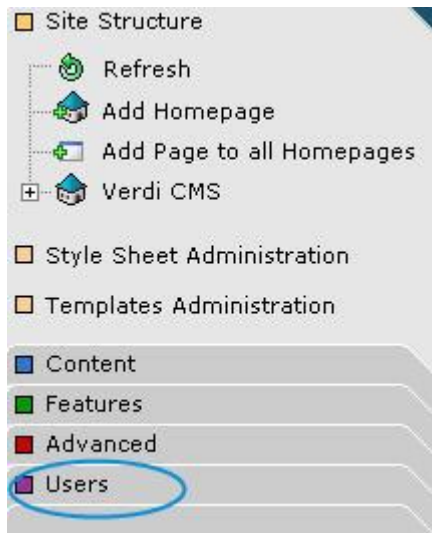 Site Structure
Refresh
Add Homepage
Add Page to all Homepages
Verdi CMS
Style Sheet Administration
Templates Administration
Content
Features
Advanced
Users